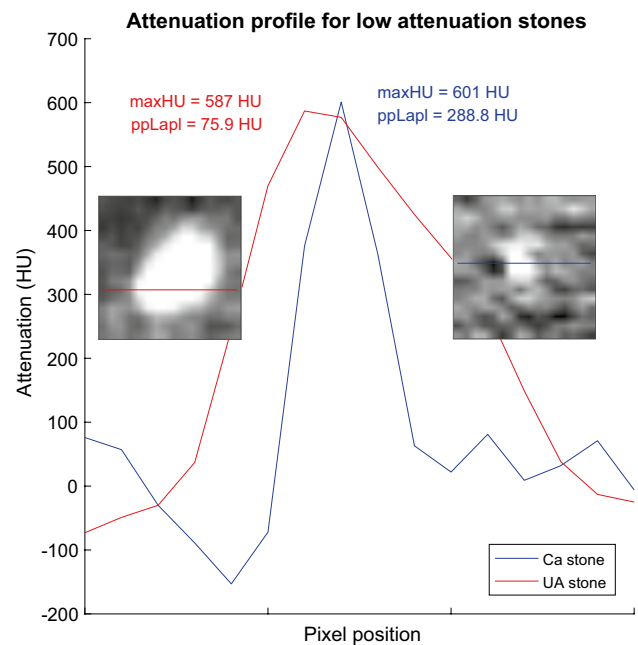 Attenuation profile for low attenuation stones
700
600
500
400
300
200
100
0
-100
-200
Attenuation (HU)
maxHU = 587 HU
ppLapl = 75.9 HU
maxHU = 601 HU
ppLapl = 288.8 HU
Ca stone
UA stone
Pixel position